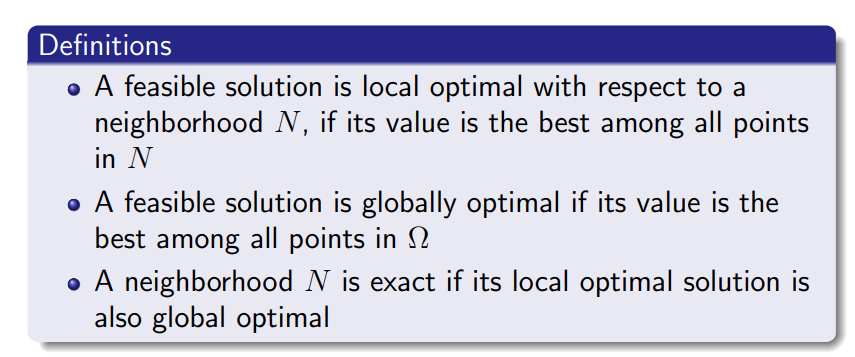 Definitions
A feasible solution is local optimal with respect to a
neighborhood N, if its value is the best among all points
in N
A feasible solution is globally optimal if its value is the
best among all points in Ω
A neighborhood N is exact if its local optimal solution is
also global optimal